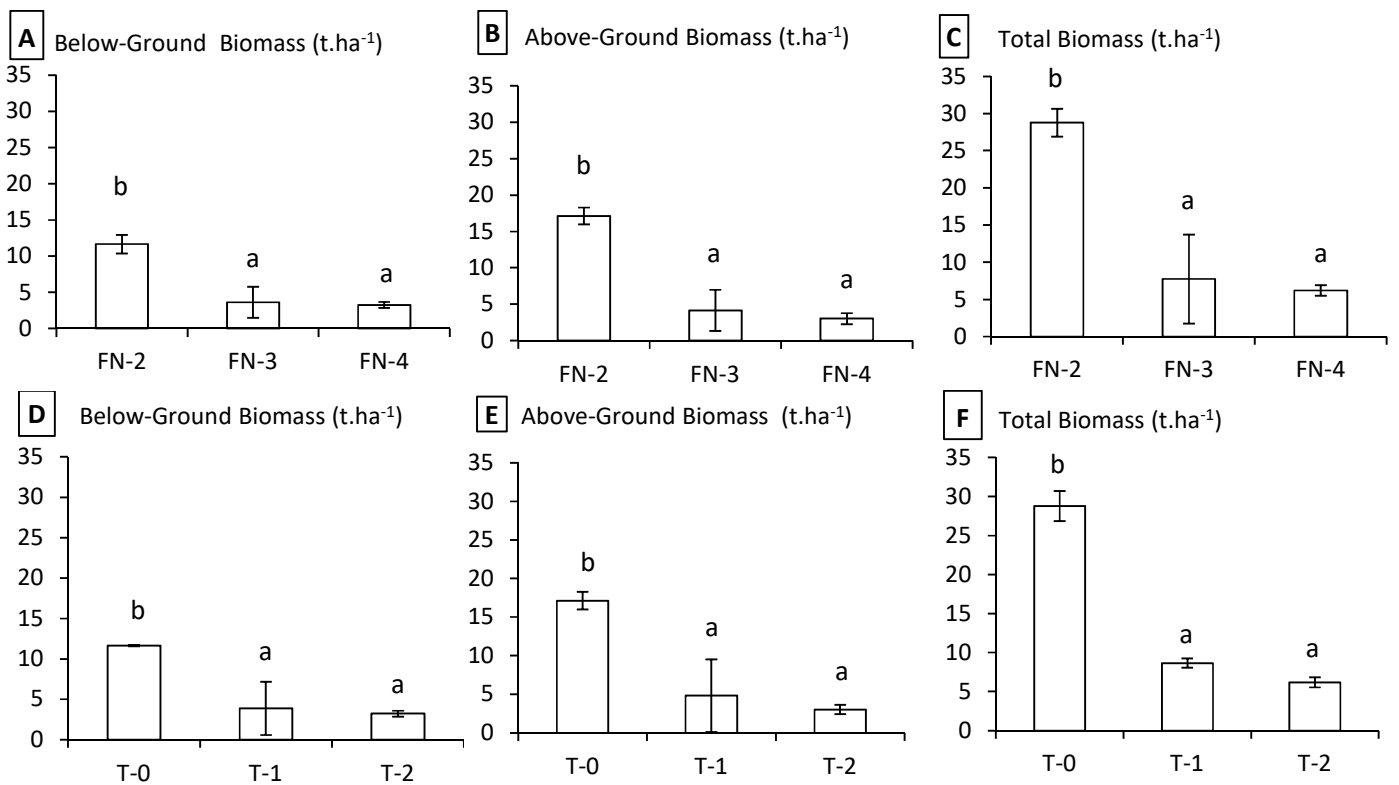 A Below-Ground Biomass (t.ha⁻¹)
35
30
25
20
15
10
5
0
b
a
a
FN-2 FN-3 FN-4
B Above-Ground Biomass (t.ha⁻¹)
35
30
25
20
15
10
5
0
b
a
a
FN-2 FN-3 FN-4
C Total Biomass (t.ha⁻¹)
35
30
25
20
15
10
5
0
b
a
a
FN-2 FN-3 FN-4
D Below-Ground Biomass (t.ha⁻¹)
35
30
25
20
15
10
5
0
b
a
a
T-0 T-1 T-2
E Above-Ground Biomass (t.ha⁻¹)
35
30
25
20
15
10
5
0
b
a
a
T-0 T-1 T-2
F Total Biomass (t.ha⁻¹)
35
30
25
20
15
10
5
0
b
a
a
T-0 T-1 T-2